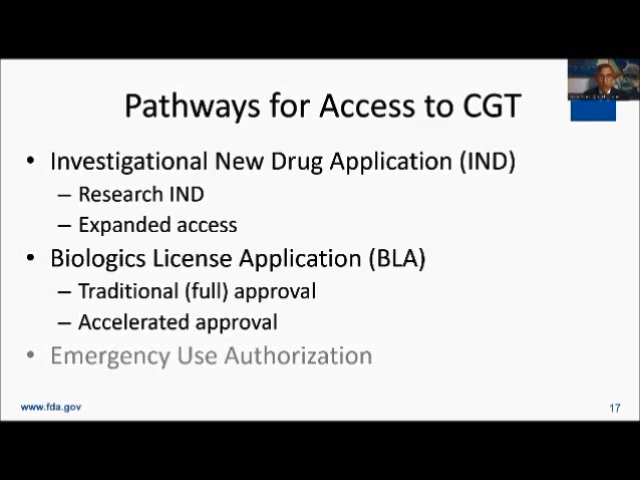 Pathways for Access to CGT
• Investigational New Drug Application (IND)
– Research IND
– Expanded access
• Biologics License Application (BLA)
– Traditional (full) approval
– Accelerated approval
• Emergency Use Authorization
www.fda.gov
17